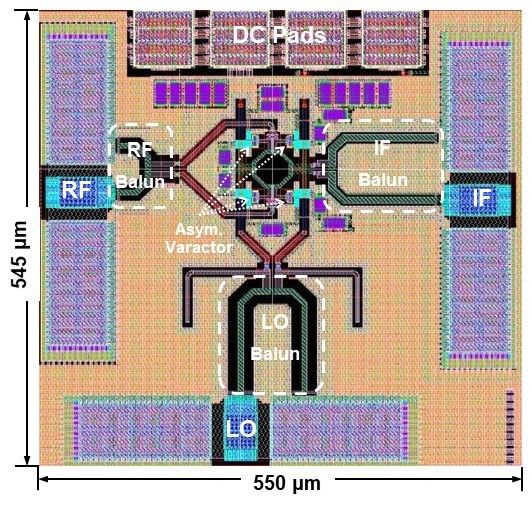 DC Pads
RF
Balun
IF
Balun
RF
IF
Asym.
Varactor
LO
Balun
LO
545 µm
550 µm